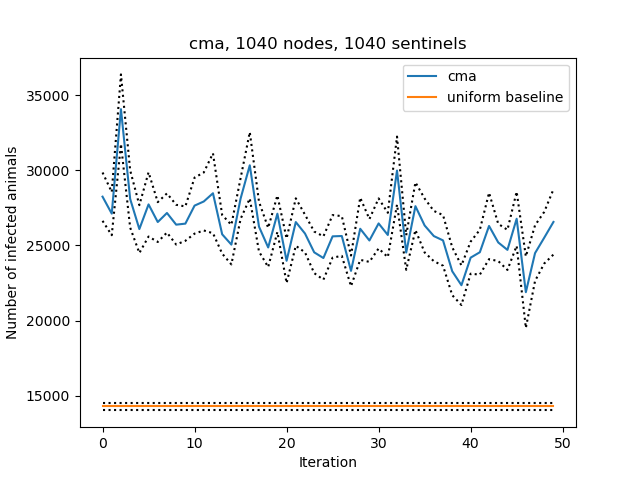 cma, 1040 nodes, 1040 sentinels
cma
uniform baseline
Number of infected animals
35000
30000
25000
20000
15000
0 10 20 30 40 50
Iteration